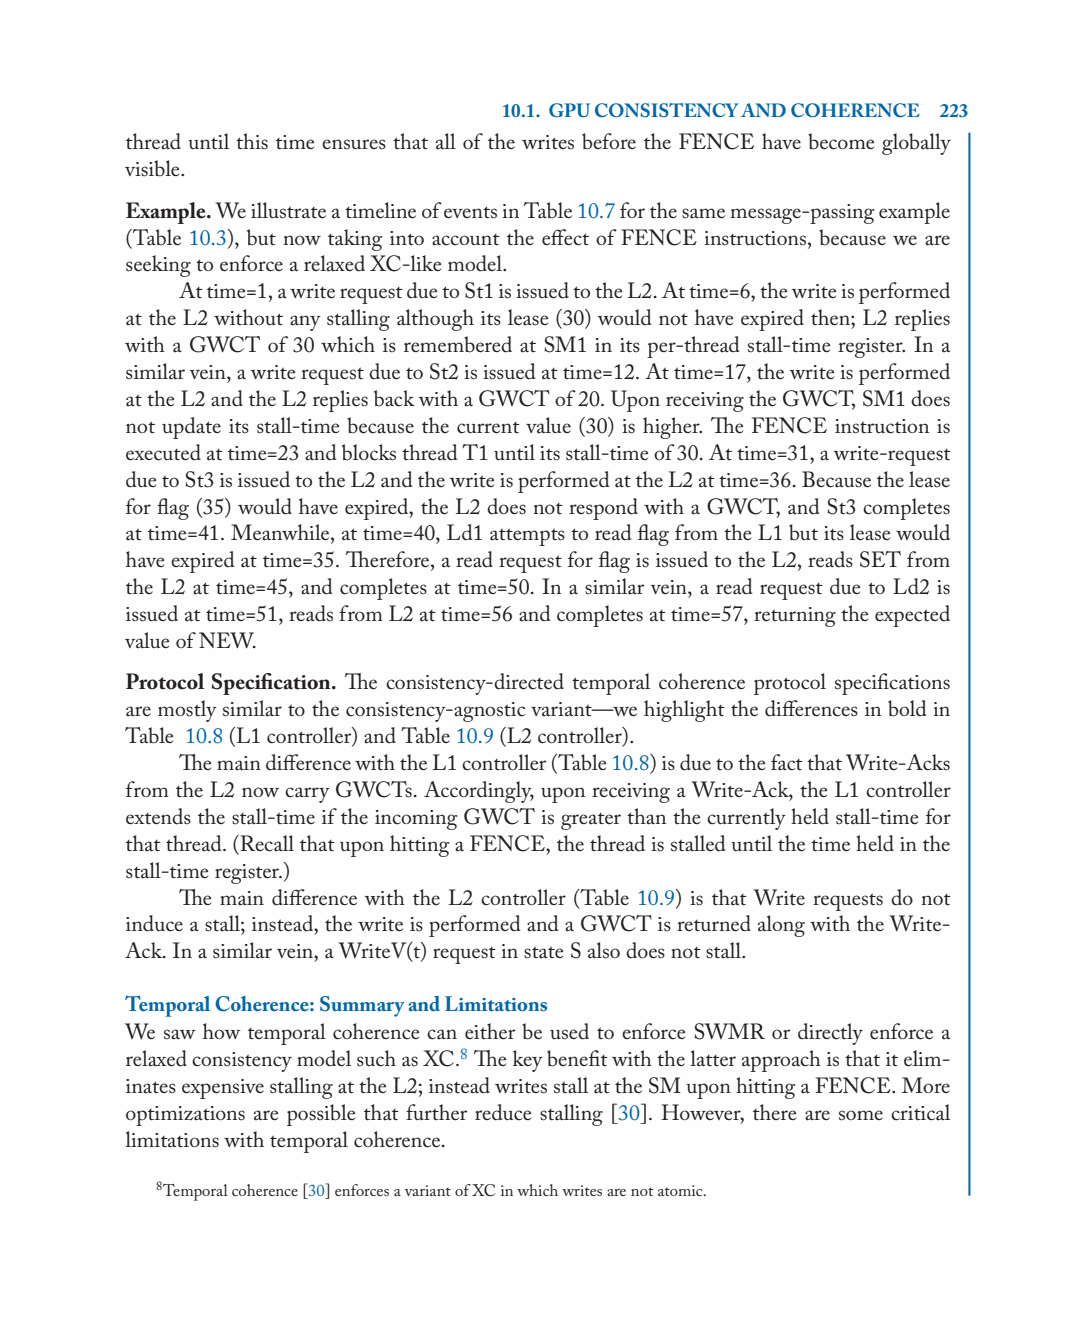 10.1. GPU CONSISTENCY AND COHERENCE 223
thread until this time ensures that all of the writes before the FENCE have become globally
visible.
Example. We illustrate a timeline of events in Table 10.7 for the same message-passing example
(Table 10.3), but now taking into account the effect of FENCE instructions, because we are
seeking to enforce a relaxed XC-like model.
At time=1, a write request due to St1 is issued to the L2. At time=6, the write is performed
at the L2 without any stalling although its lease (30) would not have expired then; L2 replies
with a GWCT of 30 which is remembered at SM1 in its per-thread stall-time register. In a
similar vein, a write request due to St2 is issued at time=12. At time=17, the write is performed
at the L2 and the L2 replies back with a GWCT of 20. Upon receiving the GWCT, SM1 does
not update its stall-time because the current value (30) is higher. The FENCE instruction is
executed at time=23 and blocks thread T1 until its stall-time of 30. At time=31, a write-request
due to St3 is issued to the L2 and the write is performed at the L2 at time=36. Because the lease
for flag (35) would have expired, the L2 does not respond with a GWCT, and St3 completes
at time=41. Meanwhile, at time=40, Ld1 attempts to read flag from the L1 but its lease would
have expired at time=35. Therefore, a read request for flag is issued to the L2, reads SET from
the L2 at time=45, and completes at time=50. In a similar vein, a read request due to Ld2 is
issued at time=51, reads from L2 at time=56 and completes at time=57, returning the expected
value of NEW.
Protocol Specification. The consistency-directed temporal coherence protocol specifications
are mostly similar to the consistency-agnostic variant—we highlight the differences in bold in
Table 10.8 (L1 controller) and Table 10.9 (L2 controller).
The main difference with the L1 controller (Table 10.8) is due to the fact that Write-Acks
from the L2 now carry GWCTs. Accordingly, upon receiving a Write-Ack, the L1 controller
extends the stall-time if the incoming GWCT is greater than the currently held stall-time for
that thread. (Recall that upon hitting a FENCE, the thread is stalled until the time held in the
stall-time register.)
The main difference with the L2 controller (Table 10.9) is that Write requests do not
induce a stall; instead, the write is performed and a GWCT is returned along with the Write-
Ack. In a similar vein, a WriteV(t) request in state S also does not stall.
Temporal Coherence: Summary and Limitations
We saw how temporal coherence can either be used to enforce SWMR or directly enforce a
relaxed consistency model such as XC.8 The key benefit with the latter approach is that it elim-
inates expensive stalling at the L2; instead writes stall at the SM upon hitting a FENCE. More
optimizations are possible that further reduce stalling [30]. However, there are some critical
limitations with temporal coherence.
8Temporal coherence [30] enforces a variant of XC in which writes are not atomic.